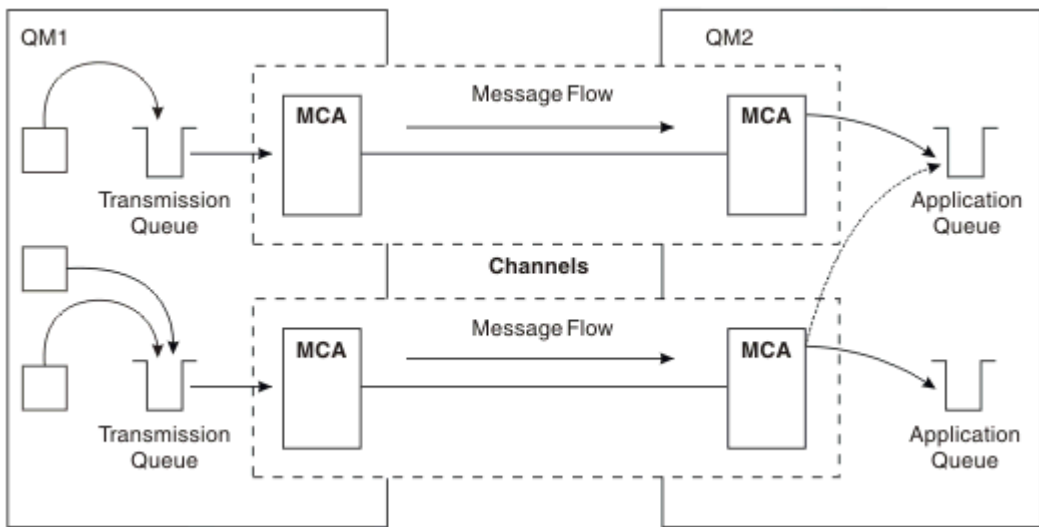 QM1
QM2
Message Flow
MCA
MCA
Transmission
Queue
Application
Queue
Channels
Message Flow
MCA
MCA
Transmission
Queue
Application
Queue